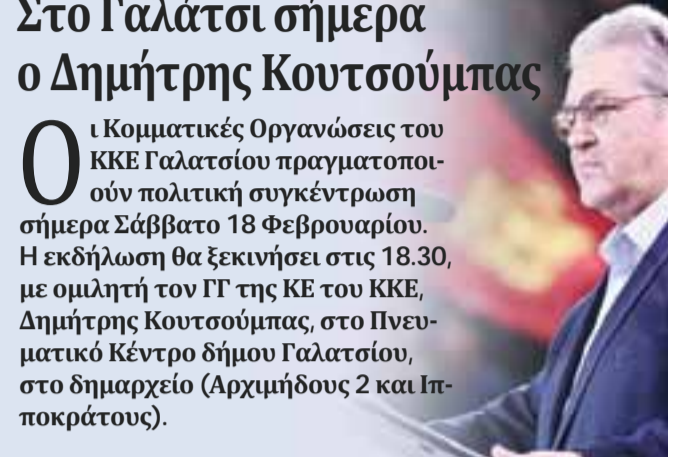 Στο Γαλάτσι σήμερα
ο Δημήτρης Κουτσούμπας
Οι Κομματικές Οργανώσεις του
ΚΚΕ Γαλατσίου πραγματοποι-
ούν πολιτική συγκέντρωση
σήμερα Σάββατο 18 Φεβρουαρίου.
Η εκδήλωση θα ξεκινήσει στις 18.30,
με ομιλητή τον ΓΓ της ΚΕ του ΚΚΕ,
Δημήτρης Κουτσούμπας, στο Πνευ-
ματικό Κέντρο δήμου Γαλατσίου,
στο δημαρχείο (Αρχιμήδους 2 και Ιπ-
ποκράτους).